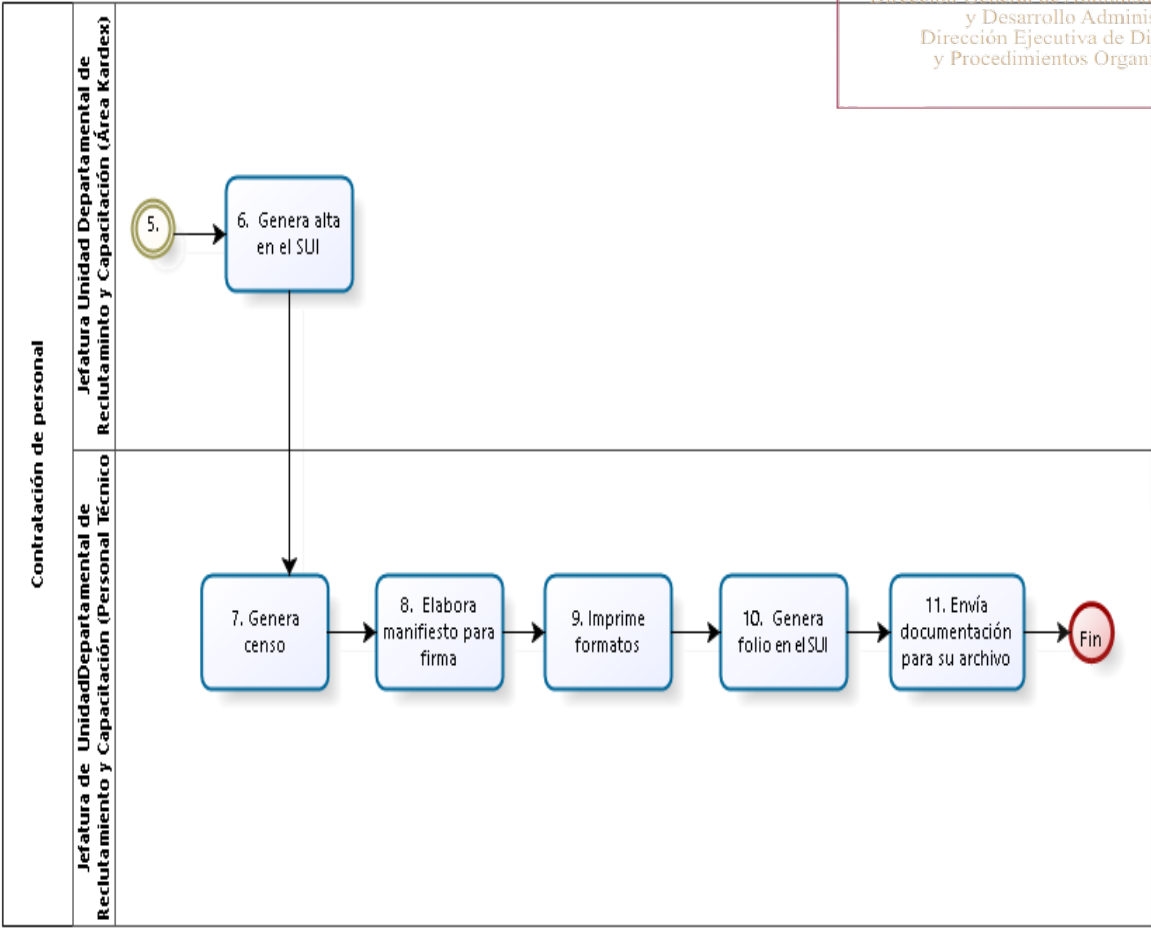 y Desarrollo Adminis
Dirección Ejecutiva de Di
y Procedimientos Organi
Contratación de personal
Jefatura Unidad Departamental de
Reclutaminto y Capacitación (Área Kardex)
5.
6. Genera alta
en el SUI
Jefatura de UnidadDepartamental de
Reclutamiento y Capacitación (Personal Técnico
7. Genera
censo
8. Elabora
manifiesto para
firma
9. Imprime
formatos
10. Genera
folio en el SUI
11. Envía
documentación
para su archivo
Fin